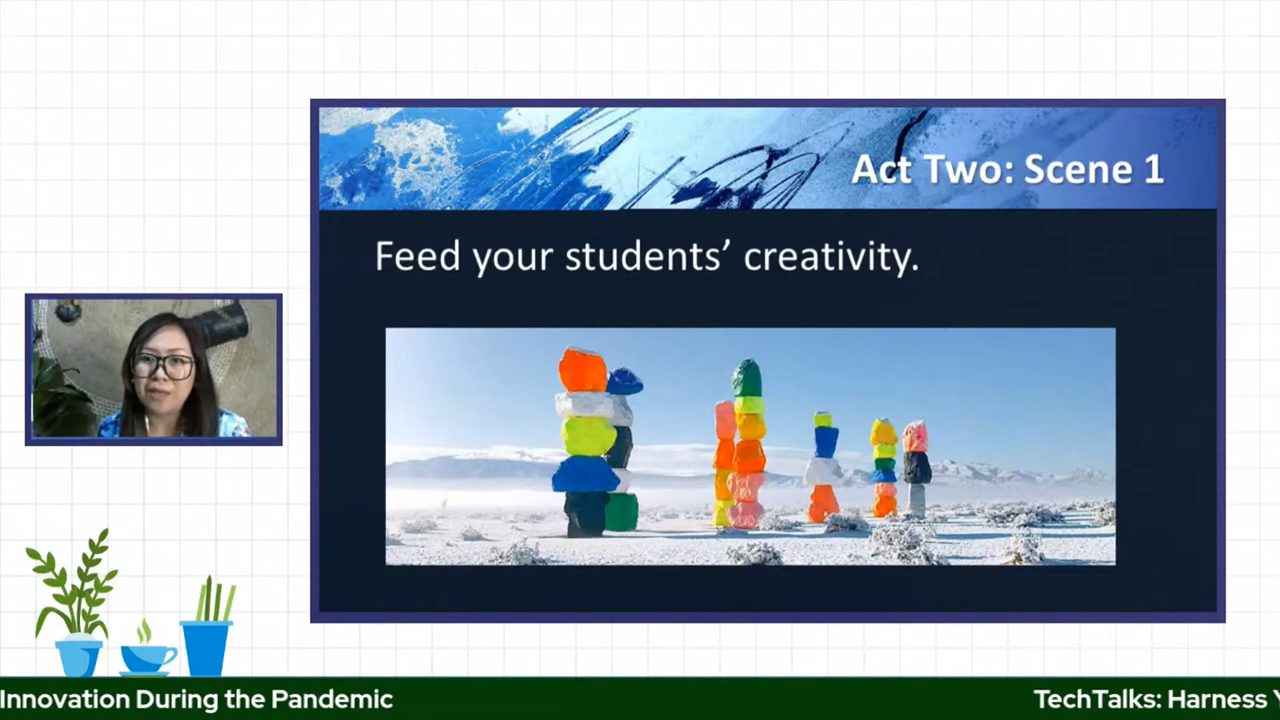 Act Two: Scene 1
Feed your students’ creativity.
Innovation During the Pandemic
TechTalks: Harness